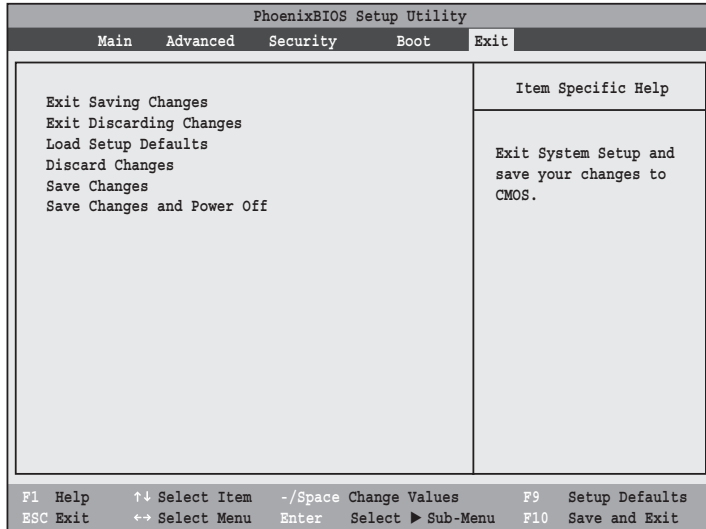 PhoenixBIOS Setup Utility
Main Advanced Security Boot Exit
Exit Saving Changes
Exit Discarding Changes
Load Setup Defaults
Discard Changes
Save Changes
Save Changes and Power Off
Item Specific Help
Exit System Setup and
save your changes to
CMOS.
F1 Help ↑↓ Select Item -/Space Change Values F9 Setup Defaults
ESC Exit ←→ Select Menu Enter Select ▶ Sub-Menu F10 Save and Exit